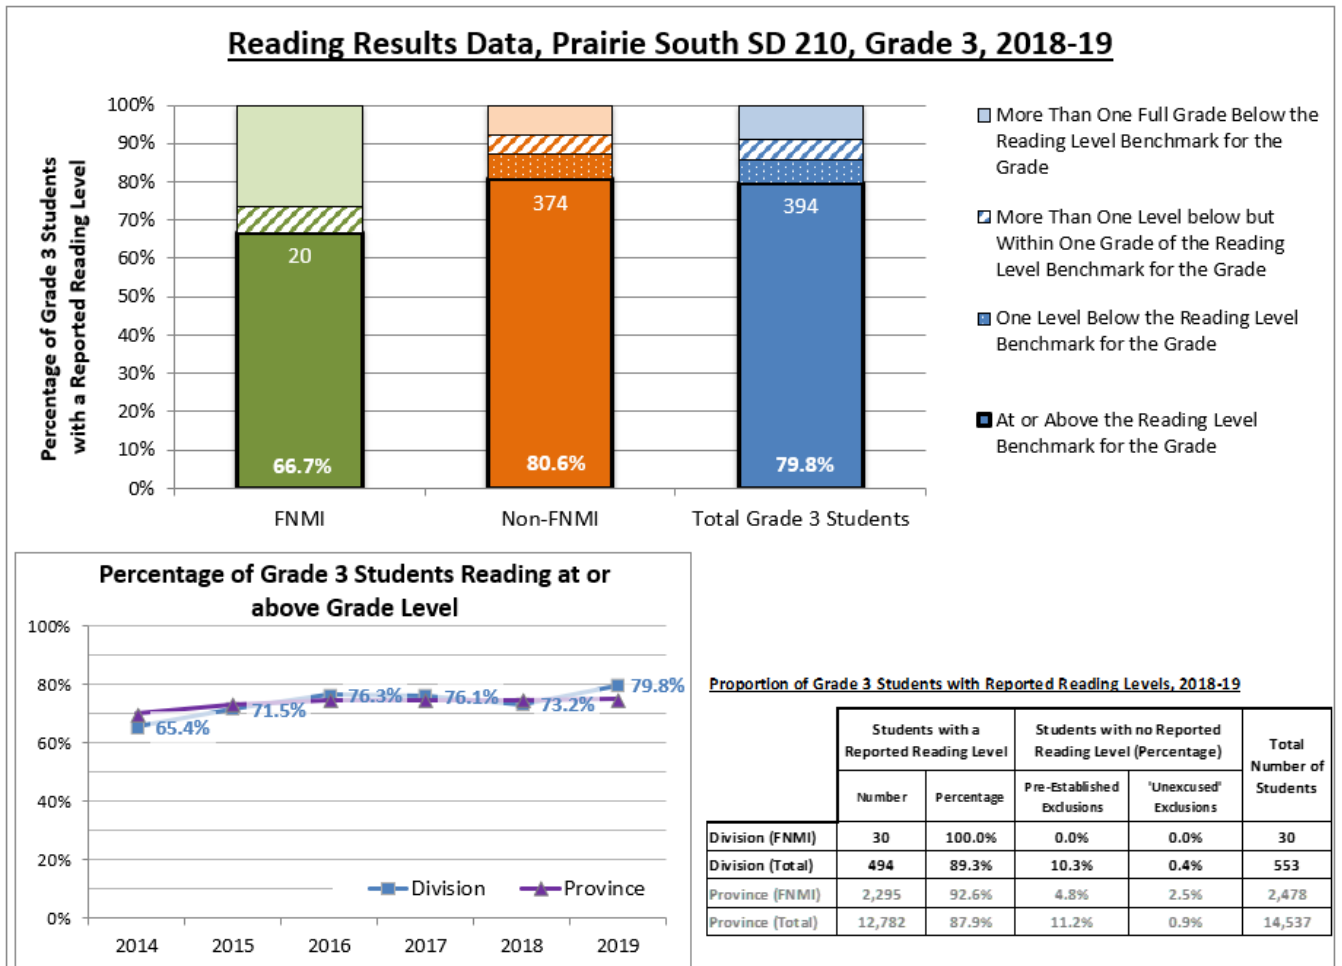 Reading Results Data, Prairie South SD 210, Grade 3, 2018-19
Percentage of Grade 3 Students
with a Reported Reading Level
100%
90%
80%
70%
60%
50%
40%
30%
20%
10%
0%
20
66.7%
374
80.6%
394
79.8%
FNMI
Non-FNMI
Total Grade 3 Students
More Than One Full Grade Below the
Reading Level Benchmark for the
Grade
More Than One Level below but
Within One Grade of the Reading
Level Benchmark for the Grade
One Level Below the Reading Level
Benchmark for the Grade
At or Above the Reading Level
Benchmark for the Grade
Percentage of Grade 3 Students Reading at or
above Grade Level
100%
80%
60%
40%
20%
0%
65.4%
71.5%
76.3%
76.1%
73.2%
79.8%
Division
Province
2014
2015
2016
2017
2018
2019
Proportion of Grade 3 Students with Reported Reading Levels, 2018-19
Students with a
Reported Reading Level
Students with no Reported
Reading Level (Percentage)
Total
Number of
Students
Number
Percentage
Pre-Established
Exclusions
'Unexcused'
Exclusions
Division (FNMI) 30 100.0% 0.0% 0.0% 30
Division (Total) 494 89.3% 10.3% 0.4% 553
Province (FNMI) 2,295 92.6% 4.8% 2.5% 2,478
Province (Total) 12,782 87.9% 11.2% 0.9% 14,537